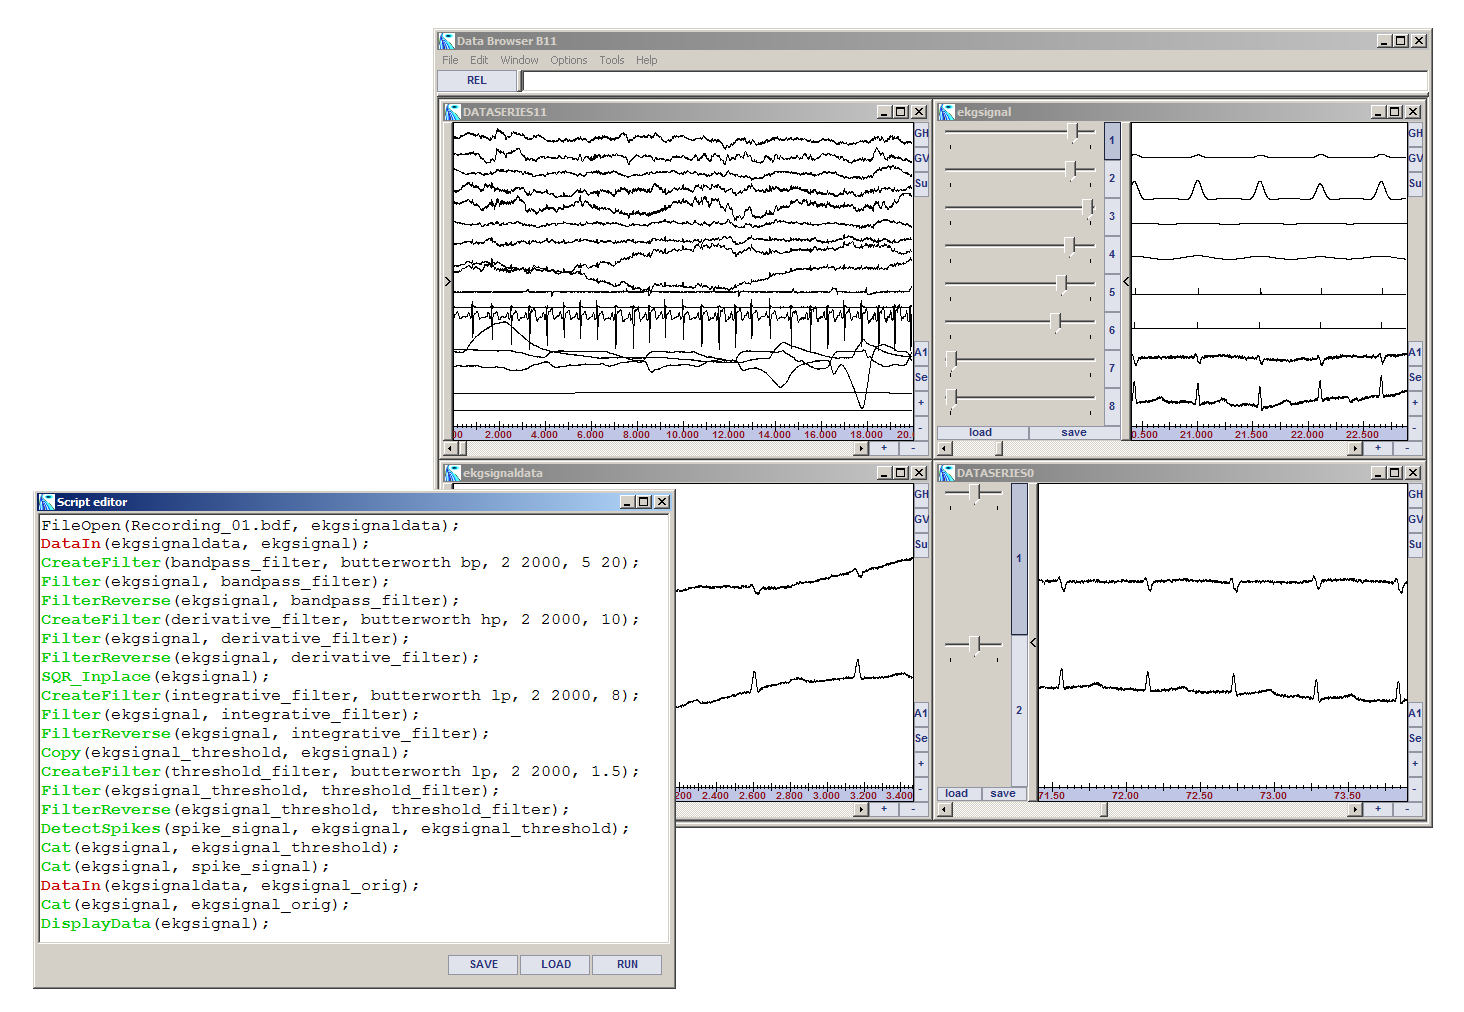 Data Browser B11
File Edit Window Options Tools Help
REL
DATASERIES11
GH
GV
Su
A1
Se
+
-
00 2.000 4.000 6.000 8.000 10.000 12.000 14.000 16.000 18.000 20.
+ -
ekgsignal
1
2
3
4
5
6
7
8
load save
GH
GV
Su
A1
Se
+
-
0.500 21.000 21.500 22.000 22.500
+ -
ekgsignaldata
GH
GV
Su
A1
Se
+
-
200 2.400 2.600 2.800 3.000 3.200 3.400
+ -
DATASERIES0
1
2
load save
GH
GV
Su
A1
Se
+
-
71.50 72.00 72.50 73.00 73.50
+ -
Script editor
FileOpen(Recording_01.bdf, ekgsignaldata);
DataIn(ekgsignaldata, ekgsignal);
CreateFilter(bandpass_filter, butterworth bp, 2 2000, 5 20);
Filter(ekgsignal, bandpass_filter);
FilterReverse(ekgsignal, bandpass_filter);
CreateFilter(derivative_filter, butterworth hp, 2 2000, 10);
Filter(ekgsignal, derivative_filter);
FilterReverse(ekgsignal, derivative_filter);
SQR_Inplace(ekgsignal);
CreateFilter(integrative_filter, butterworth lp, 2 2000, 8);
Filter(ekgsignal, integrative_filter);
FilterReverse(ekgsignal, integrative_filter);
Copy(ekgsignal_threshold, ekgsignal);
CreateFilter(threshold_filter, butterworth lp, 2 2000, 1.5);
Filter(ekgsignal_threshold, threshold_filter);
FilterReverse(ekgsignal_threshold, threshold_filter);
DetectSpikes(spike_signal, ekgsignal, ekgsignal_threshold);
Cat(ekgsignal, ekgsignal_threshold);
Cat(ekgsignal, spike_signal);
DataIn(ekgsignaldata, ekgsignal_orig);
Cat(ekgsignal, ekgsignal_orig);
DisplayData(ekgsignal);
SAVE LOAD RUN